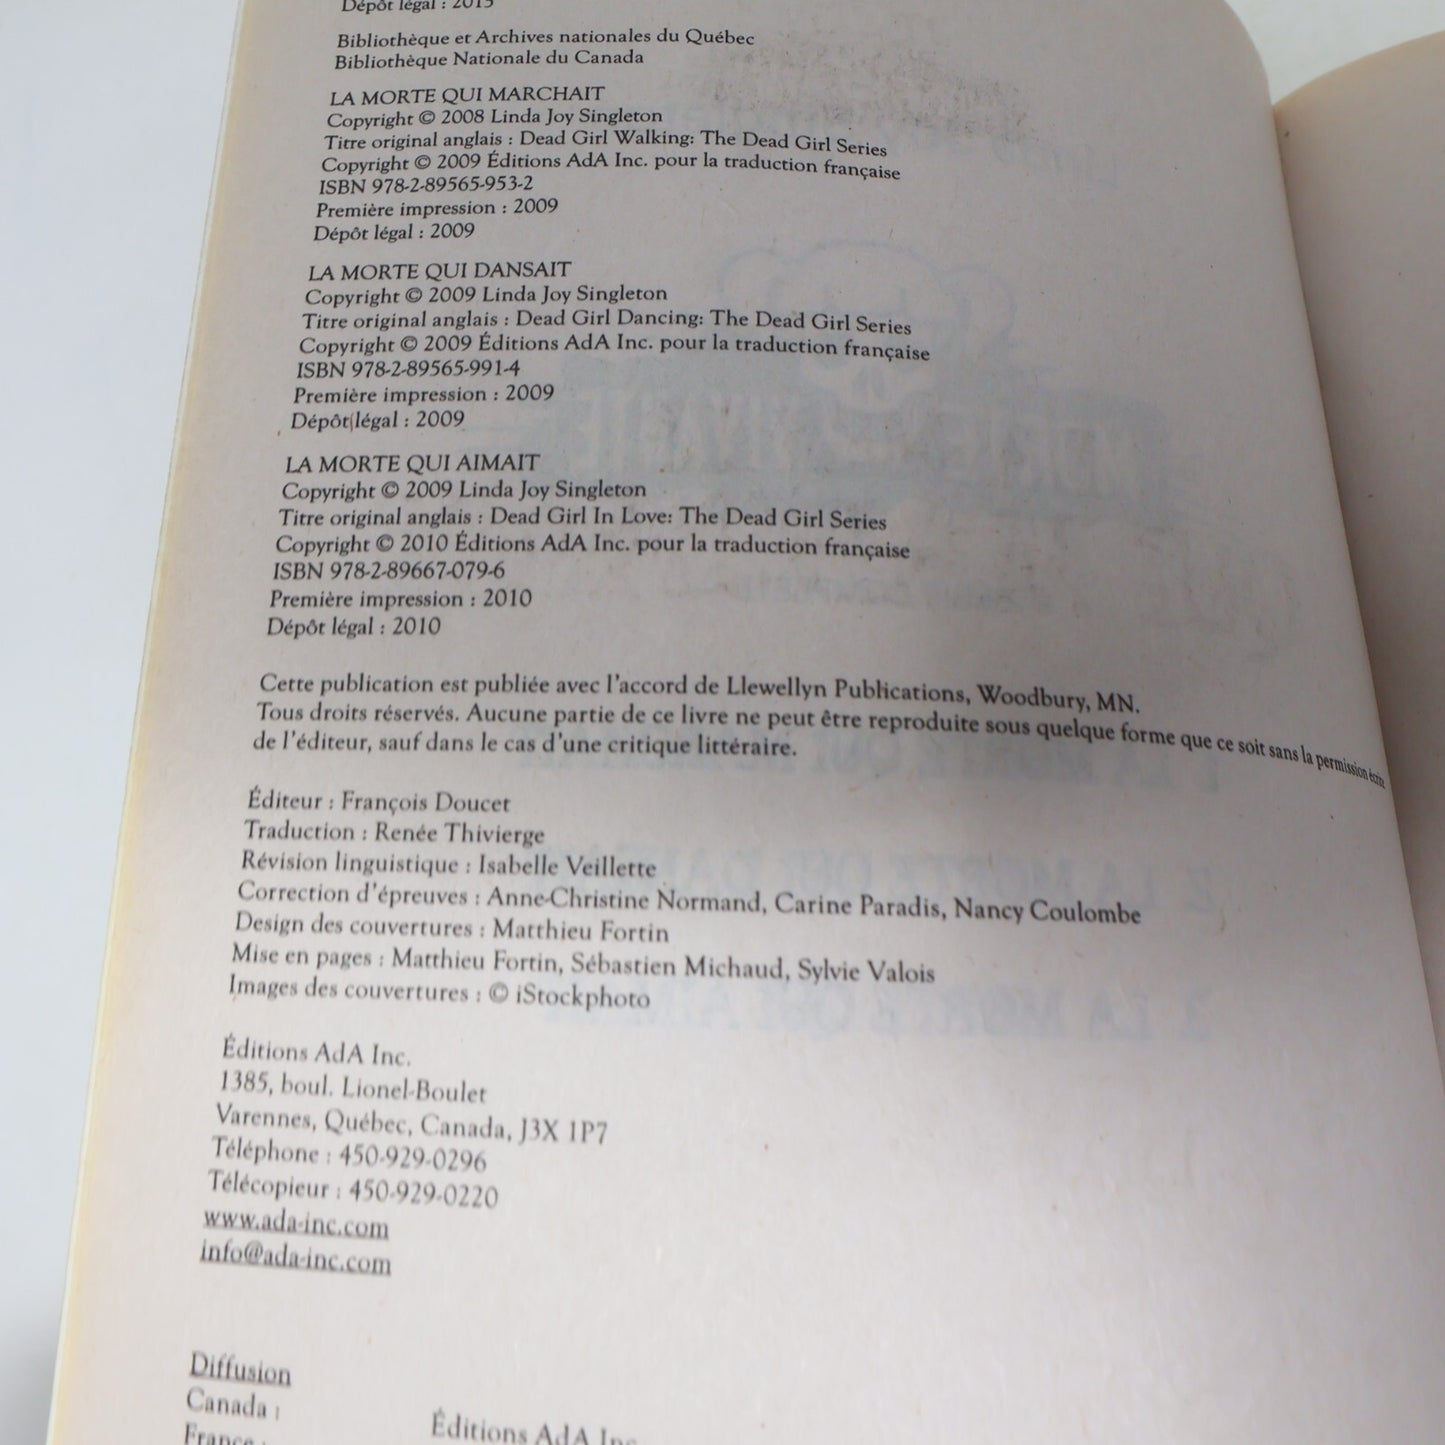 Dépôt légal : 2013
Bibliothèque et Archives nationales du Québec
Bibliothèque Nationale du Canada
LA MORTE QUI MARCHAIT
Copyright © 2008 Linda Joy Singleton
Titre original anglais : Dead Girl Walking: The Dead Girl Series
Copyright © 2009 Éditions AdA Inc. pour la traduction française
ISBN 978-2-89565-953-2
Première impression : 2009
Dépôt légal : 2009
LA MORTE QUI DANSAIT
Copyright © 2009 Linda Joy Singleton
Titre original anglais : Dead Girl Dancing: The Dead Girl Series
Copyright © 2009 Éditions AdA Inc. pour la traduction française
ISBN 978-2-89565-991-4
Première impression : 2009
Dépôt légal : 2009
LA MORTE QUI AIMAIT
Copyright © 2009 Linda Joy Singleton
Titre original anglais : Dead Girl In Love: The Dead Girl Series
Copyright © 2010 Éditions AdA Inc. pour la traduction française
ISBN 978-2-89667-079-6
Première impression : 2010
Dépôt légal : 2010
Cette publication est publiée avec l'accord de Llewellyn Publications, Woodbury, MN.
Tous droits réservés. Aucune partie de ce livre ne peut être reproduite sous quelque forme que ce soit sans la permission écrite
de l'éditeur, sauf dans le cas d'une critique littéraire.
Éditeur : François Doucet
Traduction : Renée Thivierge
Révision linguistique : Isabelle Veillette
Correction d'épreuves : Anne-Christine Normand, Carine Paradis, Nancy Coulombe
Design des couvertures : Matthieu Fortin
Mise en pages : Matthieu Fortin, Sébastien Michaud, Sylvie Valois
Images des couvertures : © iStockphoto
Éditions AdA Inc.
1385, boul. Lionel-Boulet
Varennes, Québec, Canada, J3X 1P7
Téléphone : 450-929-0296
Télécopieur : 450-929-0220
www.ada-inc.com
info@ada-inc.com
Diffusion
Canada : Éditions AdA Inc.
France :